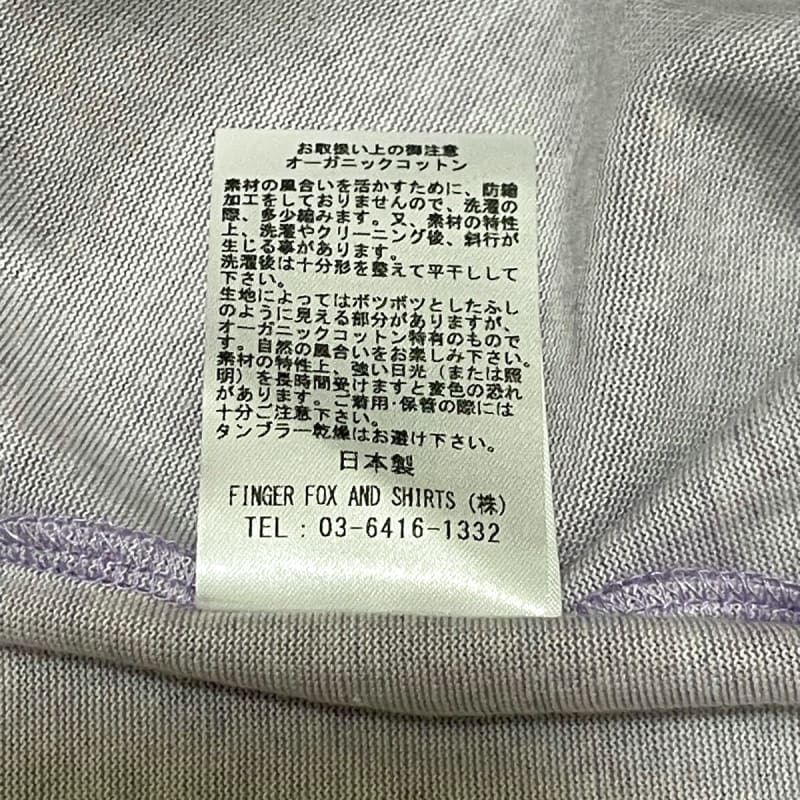 お取扱い上の御注意
オーガニックコットン
素材の風合いを活かすために、防縮
加工をしておりませんので、洗濯の
際、多少縮みます。又、素材の特性
上、洗濯やクリーニング後、斜行が
生じる事があります。
洗濯後は十分形を整えて平干しして
下さい。
生地によってはボツボツとしたふし
のように見える部分がありますが、
オーガニックコットン特有のもので
す。自然の風合いをお楽しみ下さい。
素材の特性上、強い日光（または照
明）を長時間受けますと変色の恐れ
があります。ご着用・保管の際には
十分ご注意下さい。
タンブラー乾燥はお避け下さい。
日本製
FINGER FOX AND SHIRTS (株)
TEL : 03-6416-1332